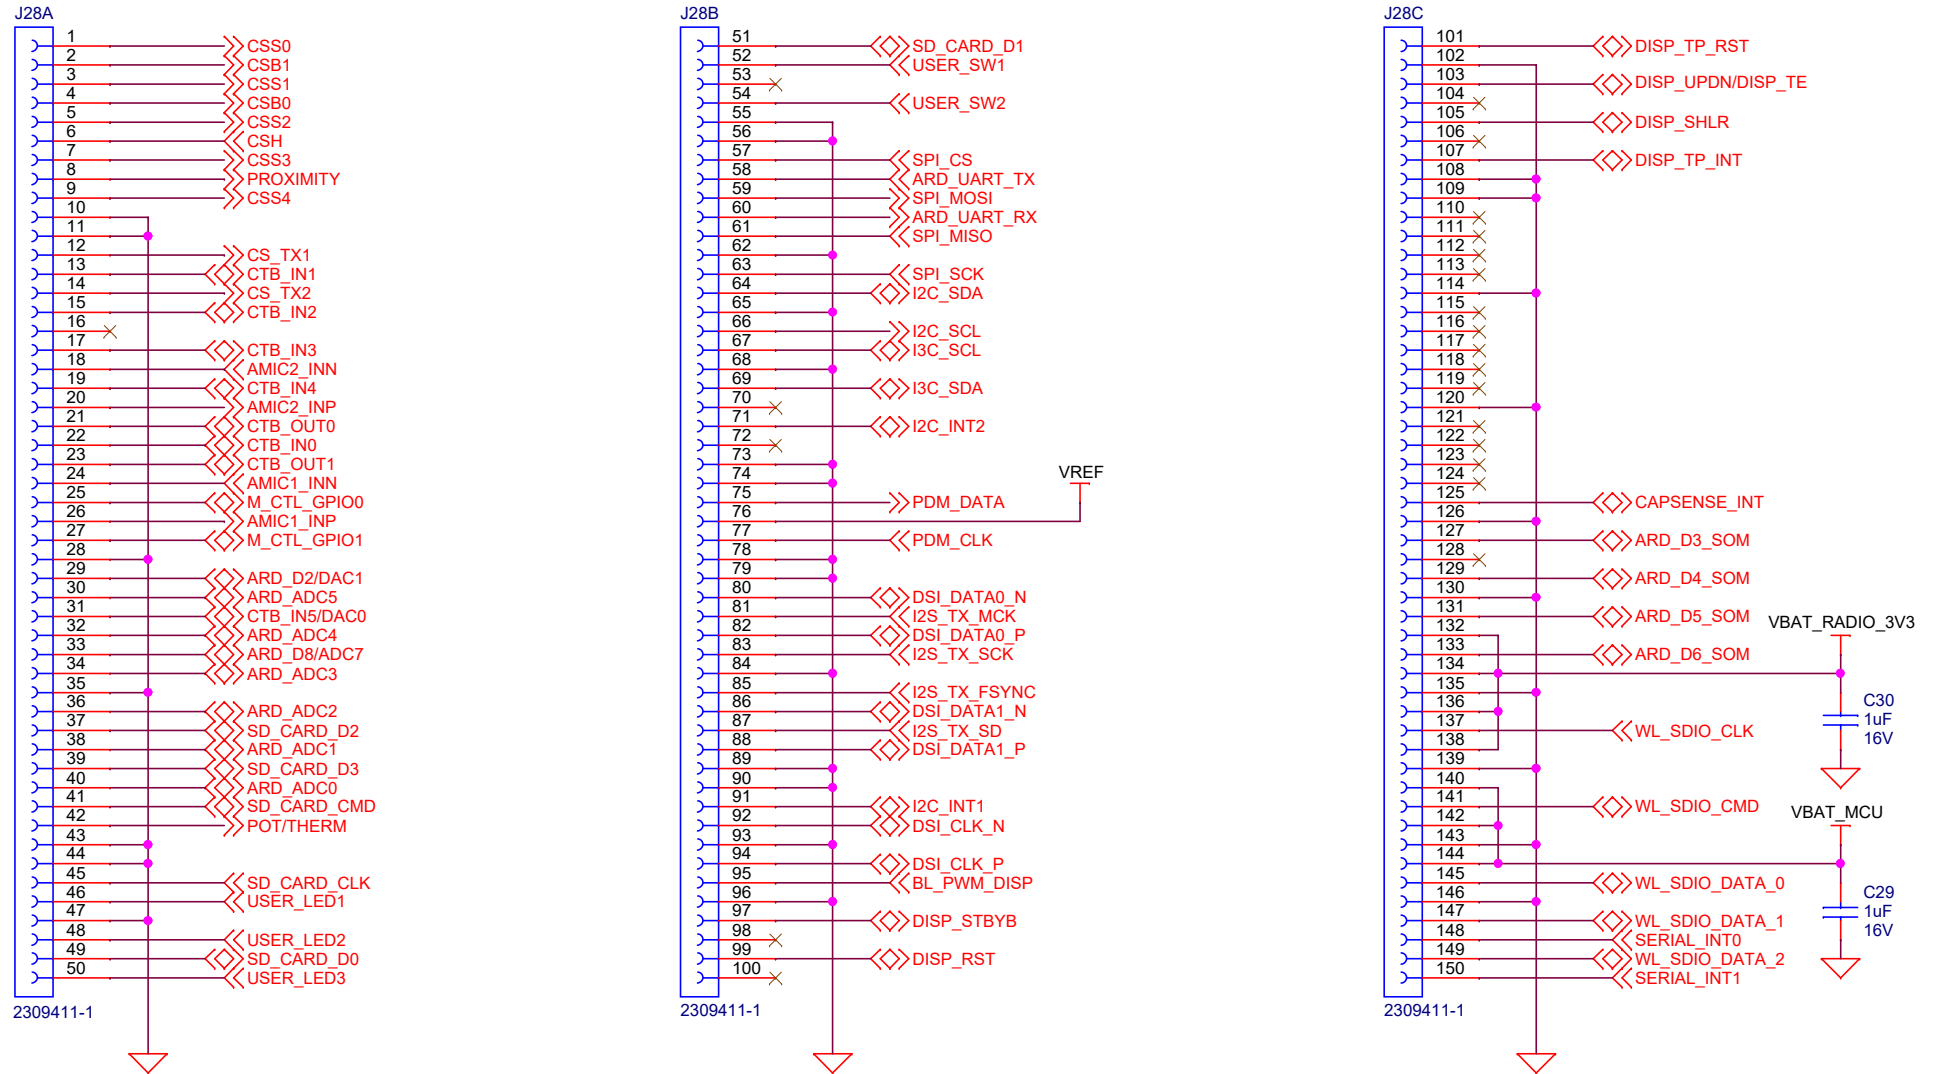 J28A
1 CSS0
2 CSB1
3 CSS1
4 CSB0
5 CSS2
6 CSH
7 CSS3
8 PROXIMITY
9 CSS4
10
11
12 CS_TX1
13 CTB_IN1
14 CS_TX2
15 CTB_IN2
16
17 CTB_IN3
18 AMIC2_INN
19 CTB_IN4
20 AMIC2_INP
21 CTB_OUT0
22 CTB_IN0
23 CTB_OUT1
24 AMIC1_INN
25 M_CTL_GPIO0
26 AMIC1_INP
27 M_CTL_GPIO1
28
29 ARD_D2/DAC1
30 ARD_ADC5
31 CTB_IN5/DAC0
32 ARD_ADC4
33 ARD_D8/ADC7
34 ARD_ADC3
35
36 ARD_ADC2
37 SD_CARD_D2
38 ARD_ADC1
39 SD_CARD_D3
40 ARD_ADC0
41 SD_CARD_CMD
42 POT/THERM
43
44
45 SD_CARD_CLK
46 USER_LED1
47
48 USER_LED2
49 SD_CARD_D0
50 USER_LED3
2309411-1
J28B
51 SD_CARD_D1
52 USER_SW1
53
54 USER_SW2
55
56
57 SPI_CS
58 ARD_UART_TX
59 SPI_MOSI
60 ARD_UART_RX
61 SPI_MISO
62
63 SPI_SCK
64 I2C_SDA
65
66 I2C_SCL
67 I3C_SCL
68
69 I3C_SDA
70
71 I2C_INT2
72
73
74
VREF
75 PDM_DATA
76
77 PDM_CLK
78
79
80 DSI_DATA0_N
81 I2S_TX_MCK
82 DSI_DATA0_P
83 I2S_TX_SCK
84
85 I2S_TX_FSYNC
86 DSI_DATA1_N
87 I2S_TX_SD
88 DSI_DATA1_P
89
90
91 I2C_INT1
92 DSI_CLK_N
93
94 DSI_CLK_P
95 BL_PWM_DISP
96
97 DISP_STBYB
98
99 DISP_RST
100
2309411-1
J28C
101 DISP_TP_RST
102
103 DISP_UPDN/DISP_TE
104
105 DISP_SHLR
106
107 DISP_TP_INT
108
109
110
111
112
113
114
115
116
117
118
119
120
121
122
123
124
125 CAPSENSE_INT
126
127 ARD_D3_SOM
128
129 ARD_D4_SOM
130
131 ARD_D5_SOM
132
133 ARD_D6_SOM
134
135
136
137 WL_SDIO_CLK
138
139
140
141 WL_SDIO_CMD
142
143
144
145 WL_SDIO_DATA_0
146
147 WL_SDIO_DATA_1
148 SERIAL_INT0
149 WL_SDIO_DATA_2
150 SERIAL_INT1
2309411-1
VBAT_RADIO_3V3
C30
1uF
16V
VBAT_MCU
C29
1uF
16V